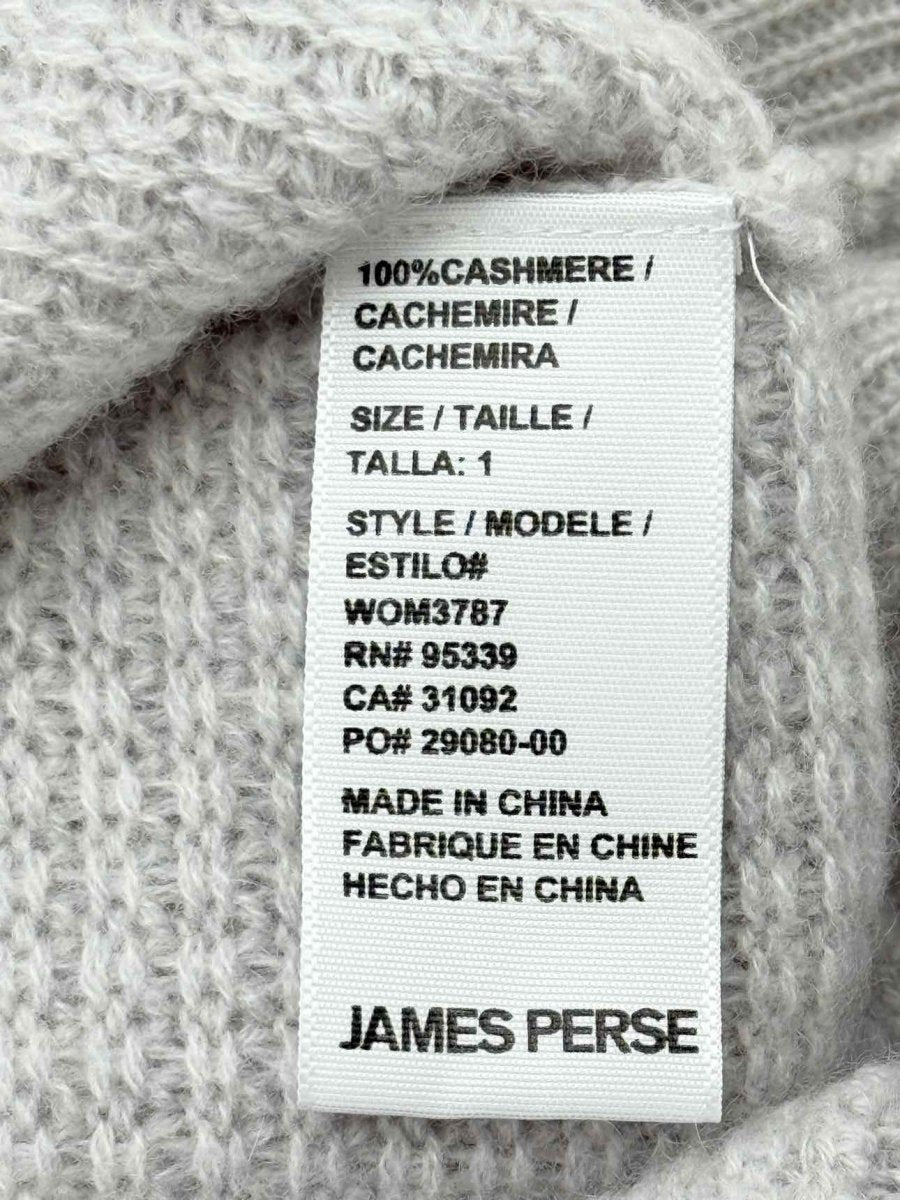 100%CASHMERE /
CACHEMIRE /
CACHEMIRA
SIZE / TAILLE /
TALLA: 1
STYLE / MODELE /
ESTILO#
WOM3787
RN# 95339
CA# 31092
PO# 29080-00
MADE IN CHINA
FABRIQUE EN CHINE
HECHO EN CHINA
JAMES PERSE